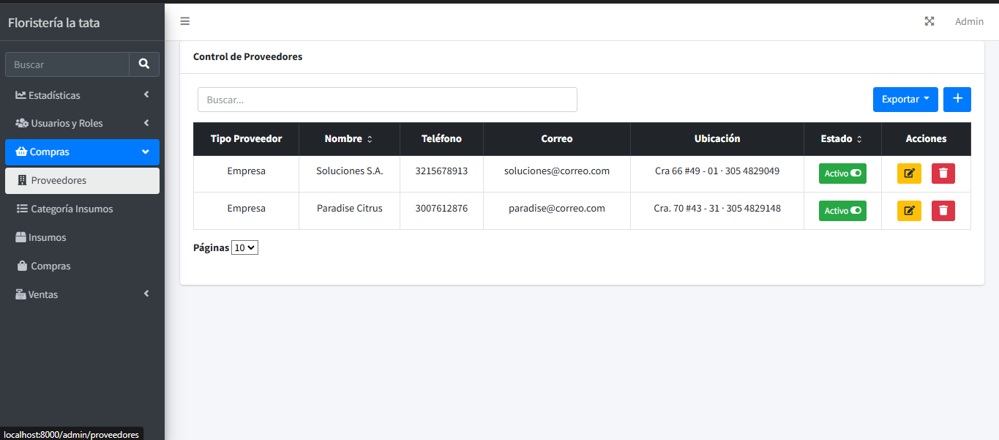 Floristería la tata
Admin
Buscar
Estadísticas
Usuarios y Roles
Compras
Proveedores
Categoría Insumos
Insumos
Compras
Ventas
Control de Proveedores
Buscar...
Exportar
Tipo Proveedor Nombre Teléfono Correo Ubicación Estado Acciones
Empresa Soluciones S.A. 3215678913 soluciones@correo.com Cra 66 #49 - 01 · 305 4829049 Activo
Empresa Paradise Citrus 3007612876 paradise@correo.com Cra. 70 #43 - 31 · 305 4829148 Activo
Páginas 10
localhost:8000/admin/proveedores